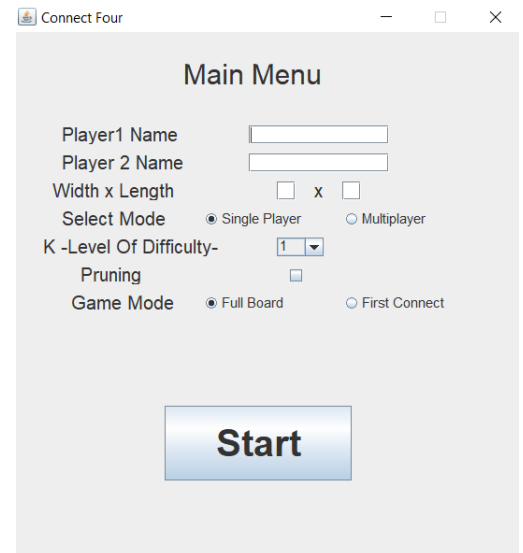 Connect Four
Main Menu
Player1 Name
Player 2 Name
Width x Length x
Select Mode Single Player Multiplayer
K -Level Of Difficulty- 1
Pruning
Game Mode Full Board First Connect
Start